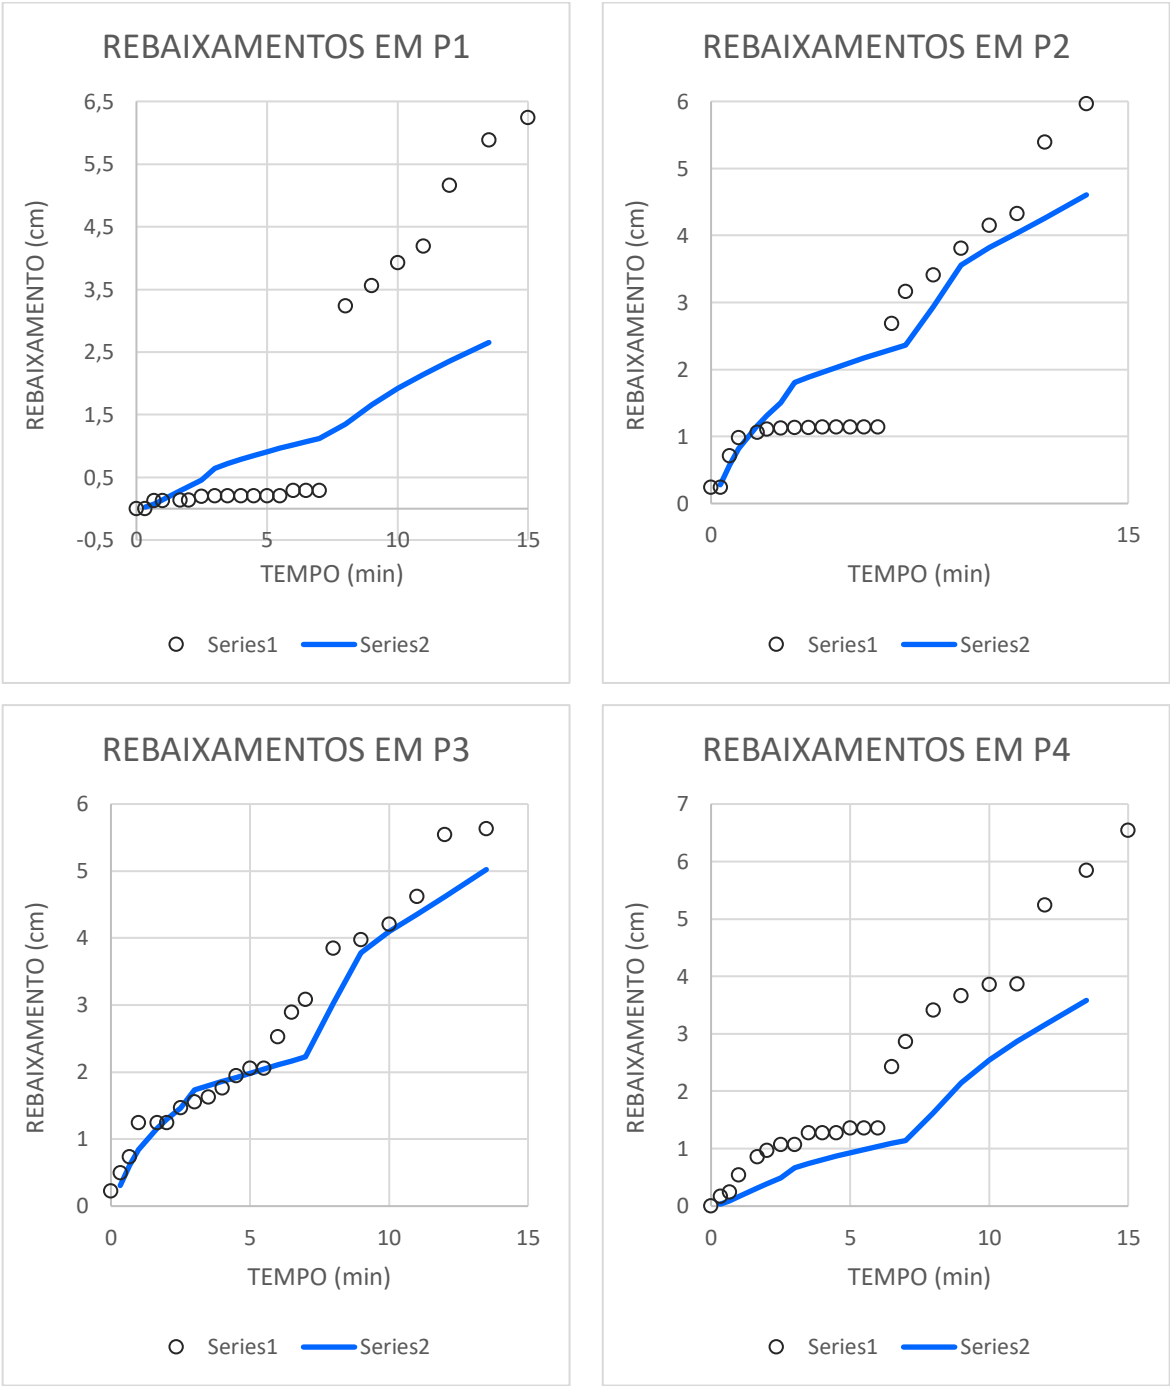 REBAIXAMENTOS EM P1
6,5
5,5
4,5
3,5
2,5
1,5
0,5
-0,5
0
5
10
15
REBAIXAMENTO (cm)
TEMPO (min)
Series1
Series2
REBAIXAMENTOS EM P2
6
5
4
3
2
1
0
0
15
REBAIXAMENTO (cm)
TEMPO (min)
Series1
Series2
REBAIXAMENTOS EM P3
6
5
4
3
2
1
0
0
5
10
15
REBAIXAMENTO (cm)
TEMPO (min)
Series1
Series2
REBAIXAMENTOS EM P4
7
6
5
4
3
2
1
0
0
5
10
15
REBAIXAMENTO (cm)
TEMPO (min)
Series1
Series2